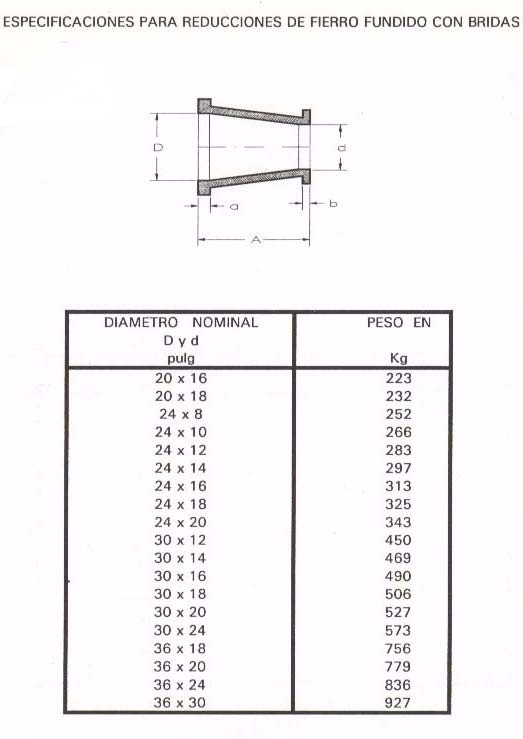 ESPECIFICACIONES PARA REDUCCIONES DE FIERRO FUNDIDO CON BRIDAS
D
d
a
b
A
DIAMETRO NOMINAL PESO EN
D y d
pulg Kg
20 x 16 223
20 x 18 232
24 x 8 252
24 x 10 266
24 x 12 283
24 x 14 297
24 x 16 313
24 x 18 325
24 x 20 343
30 x 12 450
30 x 14 469
30 x 16 490
30 x 18 506
30 x 20 527
30 x 24 573
36 x 18 756
36 x 20 779
36 x 24 836
36 x 30 927